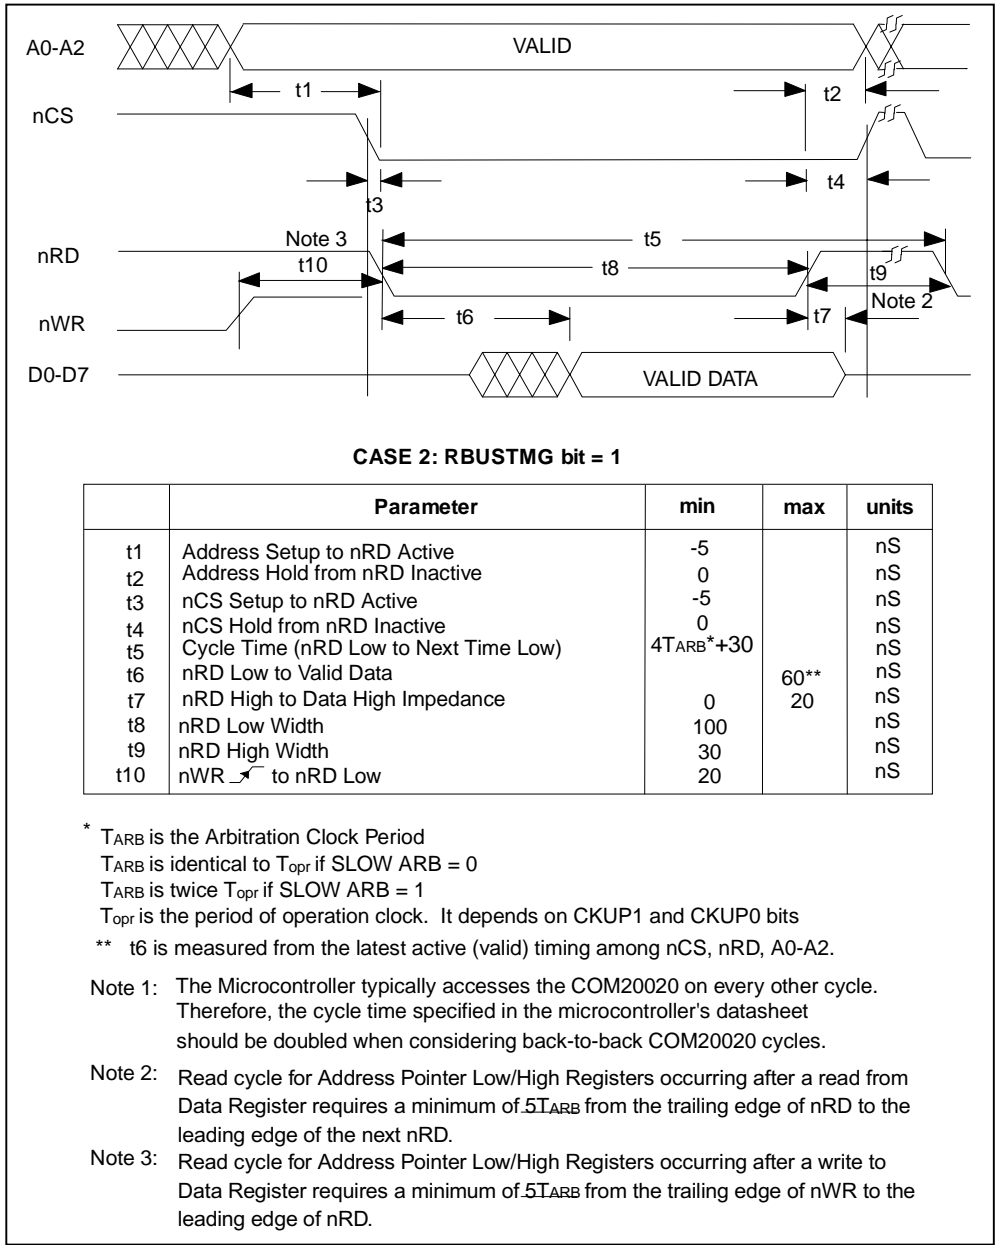 A0-A2
VALID
t1
t2
nCS
t4
t3
nRD
Note 3
t5
t10
t8
t9
Note 2
nWR
t6
t7
D0-D7
VALID DATA
CASE 2: RBUSTMG bit = 1
Parameter min max units
t1 Address Setup to nRD Active -5 nS
t2 Address Hold from nRD Inactive 0 nS
t3 nCS Setup to nRD Active -5 nS
t4 nCS Hold from nRD Inactive 0 nS
t5 Cycle Time (nRD Low to Next Time Low) 4TARB*+30 nS
t6 nRD Low to Valid Data 60** nS
t7 nRD High to Data High Impedance 0 20 nS
t8 nRD Low Width 100 nS
t9 nRD High Width 30 nS
t10 nWR to nRD Low 20 nS
* TARB is the Arbitration Clock Period
TARB is identical to Topr if SLOW ARB = 0
TARB is twice Topr if SLOW ARB = 1
Topr is the period of operation clock. It depends on CKUP1 and CKUP0 bits
** t6 is measured from the latest active (valid) timing among nCS, nRD, A0-A2.
Note 1: The Microcontroller typically accesses the COM20020 on every other cycle.
Therefore, the cycle time specified in the microcontroller's datasheet
should be doubled when considering back-to-back COM20020 cycles.
Note 2: Read cycle for Address Pointer Low/High Registers occurring after a read from
Data Register requires a minimum of 5TARB from the trailing edge of nRD to the
leading edge of the next nRD.
Note 3: Read cycle for Address Pointer Low/High Registers occurring after a write to
Data Register requires a minimum of 5TARB from the trailing edge of nWR to the
leading edge of nRD.